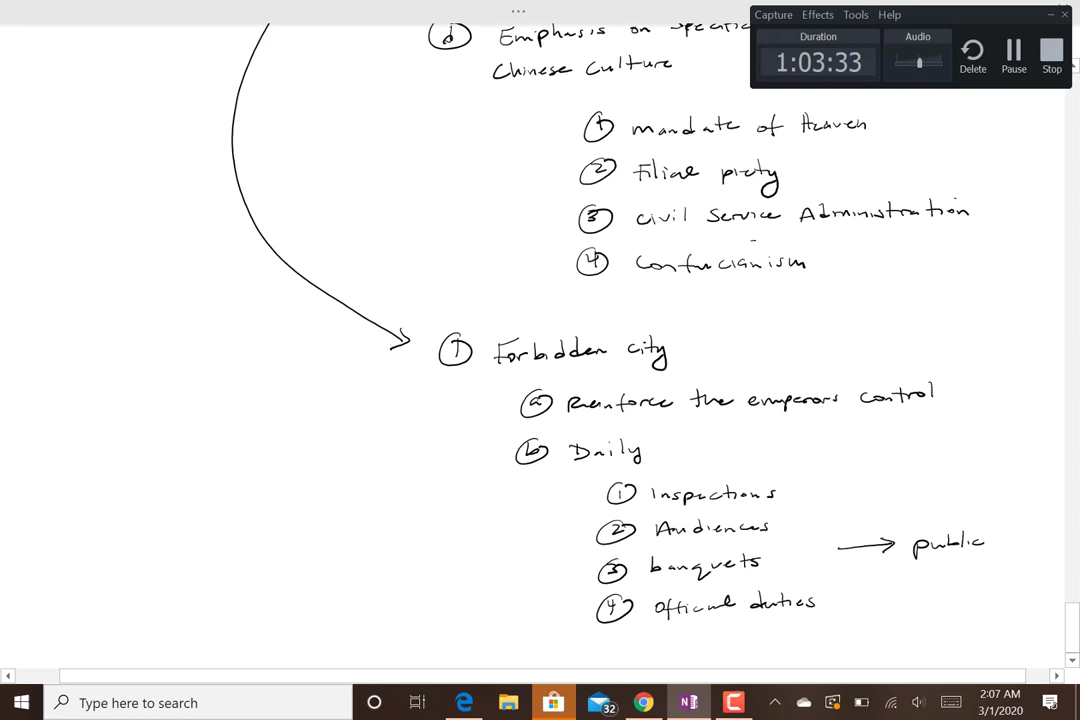 Capture Effects Tools Help
Duration
Audio
1:03:33
Delete Pause Stop
ⓓ Emphasis on specific
Chinese Culture
① mandate of Heaven
② Filial piety
③ civil service Administration
④ Confucianism
① Forbidden city
ⓐ Reinforce the emperors control
ⓑ Daily
① Inspections
② Audiences
③ banquets
④ Official duties
→ public
Type here to search
32
2:07 AM
3/1/2020